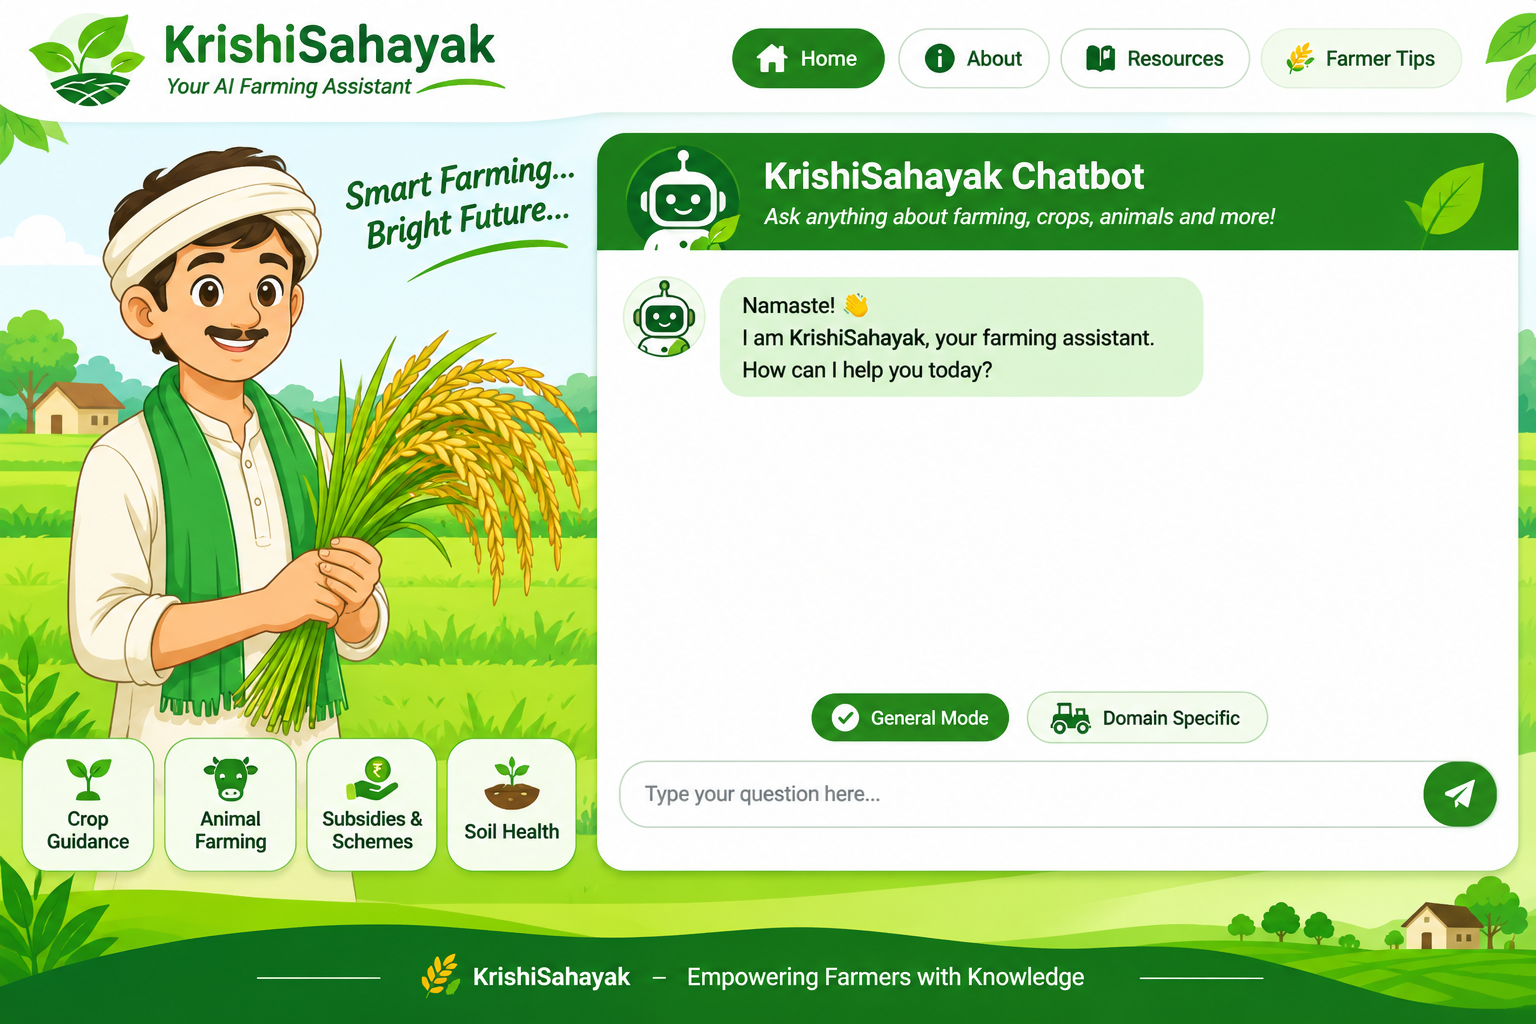 KrishiSahayak
Your AI Farming Assistant
Home
About
Resources
Farmer Tips
Smart Farming...
Bright Future...
KrishiSahayak Chatbot
Ask anything about farming, crops, animals and more!
Namaste! 👋
I am KrishiSahayak, your farming assistant.
How can I help you today?
General Mode
Domain Specific
Type your question here...
Crop
Guidance
Animal
Farming
₹
Subsidies &
Schemes
Soil Health
KrishiSahayak – Empowering Farmers with Knowledge